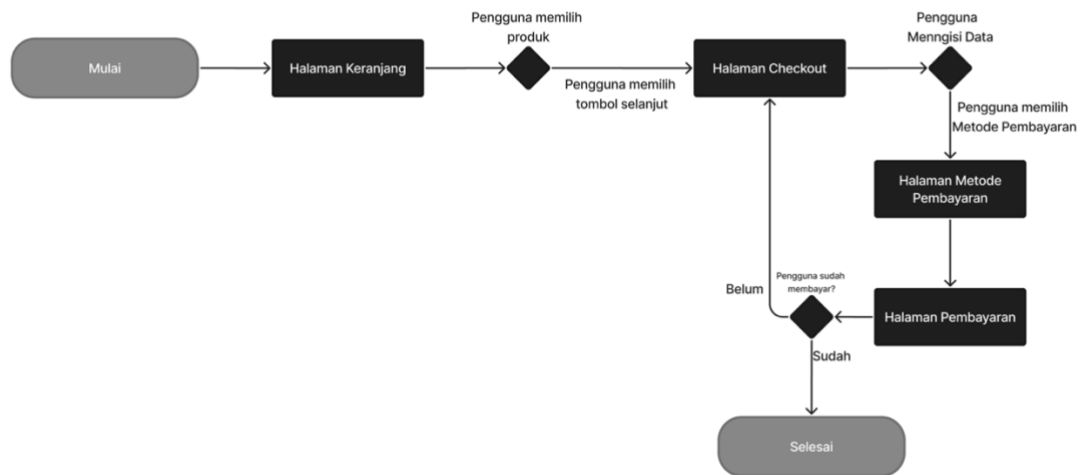 Mulai
Halaman Keranjang
Pengguna memilih
produk
Pengguna memilih
tombol selanjut
Halaman Checkout
Pengguna
Menngisi Data
Pengguna memilih
Metode Pembayaran
Halaman Metode
Pembayaran
Halaman Pembayaran
Pengguna sudah
membayar?
Belum
Sudah
Selesai